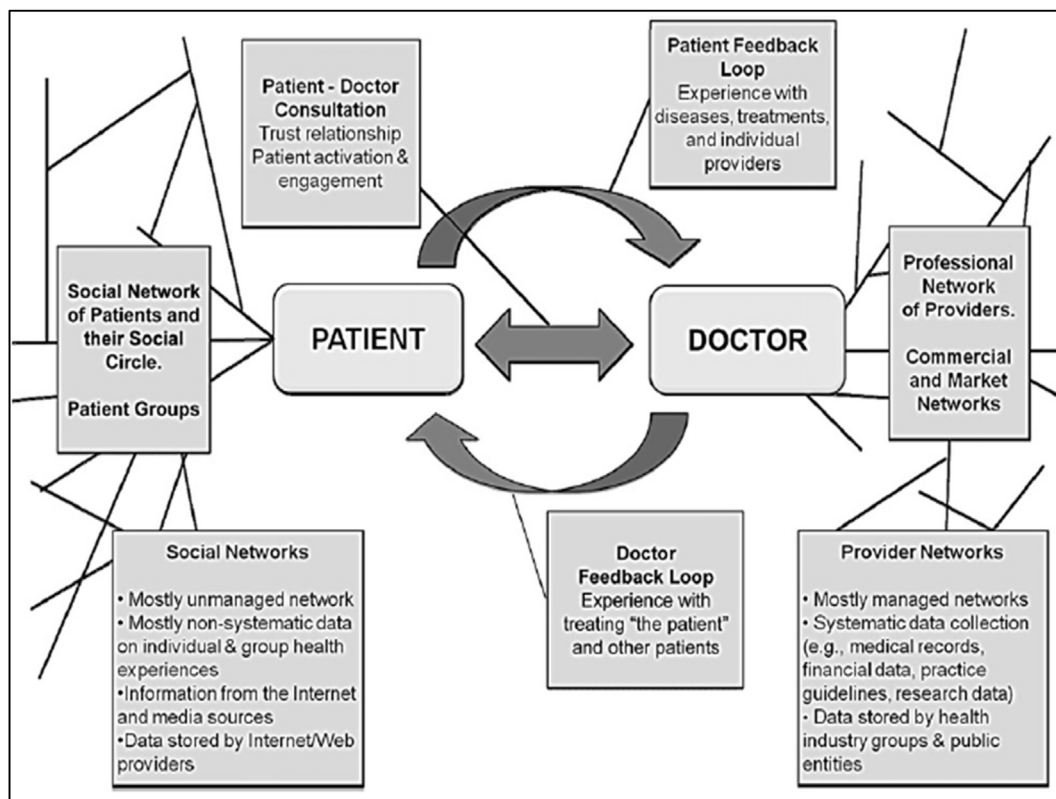 Patient - Doctor
Consultation
Trust relationship
Patient activation &
engagement
Patient Feedback
Loop
Experience with
diseases, treatments,
and individual
providers
Social Network
of Patients and
their Social
Circle.
Patient Groups
PATIENT
DOCTOR
Professional
Network
of Providers.
Commercial
and Market
Networks
Social Networks
• Mostly unmanaged network
• Mostly non-systematic data
on individual & group health
experiences
• Information from the Internet
and media sources
•Data stored by Internet/Web
providers
Doctor
Feedback Loop
Experience with
treating “the patient”
and other patients
Provider Networks
• Mostly managed networks
• Systematic data collection
(e.g., medical records,
financial data, practice
guidelines, research data)
- Data stored by health
industry groups & public
entities